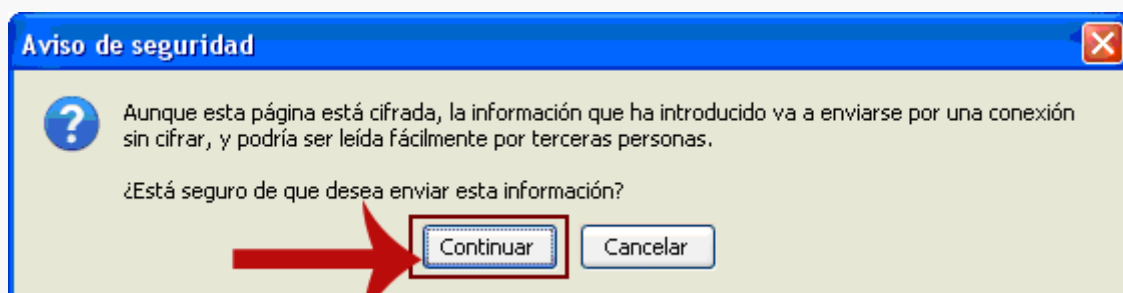 Aviso de seguridad
Aunque esta página está cifrada, la información que ha introducido va a enviarse por una conexión
sin cifrar, y podría ser leída fácilmente por terceras personas.
¿Está seguro de que desea enviar esta información?
Continuar
Cancelar